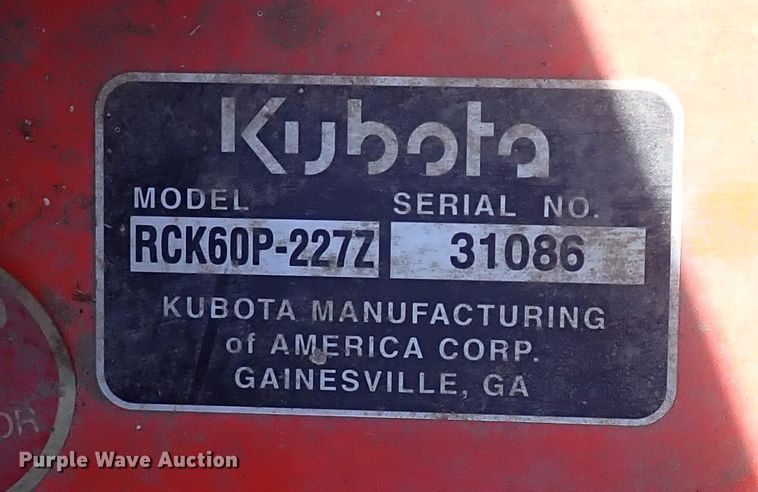 Kubota
MODEL SERIAL NO.
RCK60P-227Z 31086
KUBOTA MANUFACTURING
of AMERICA CORP.
GAINESVILLE, GA
Purple Wave Auction